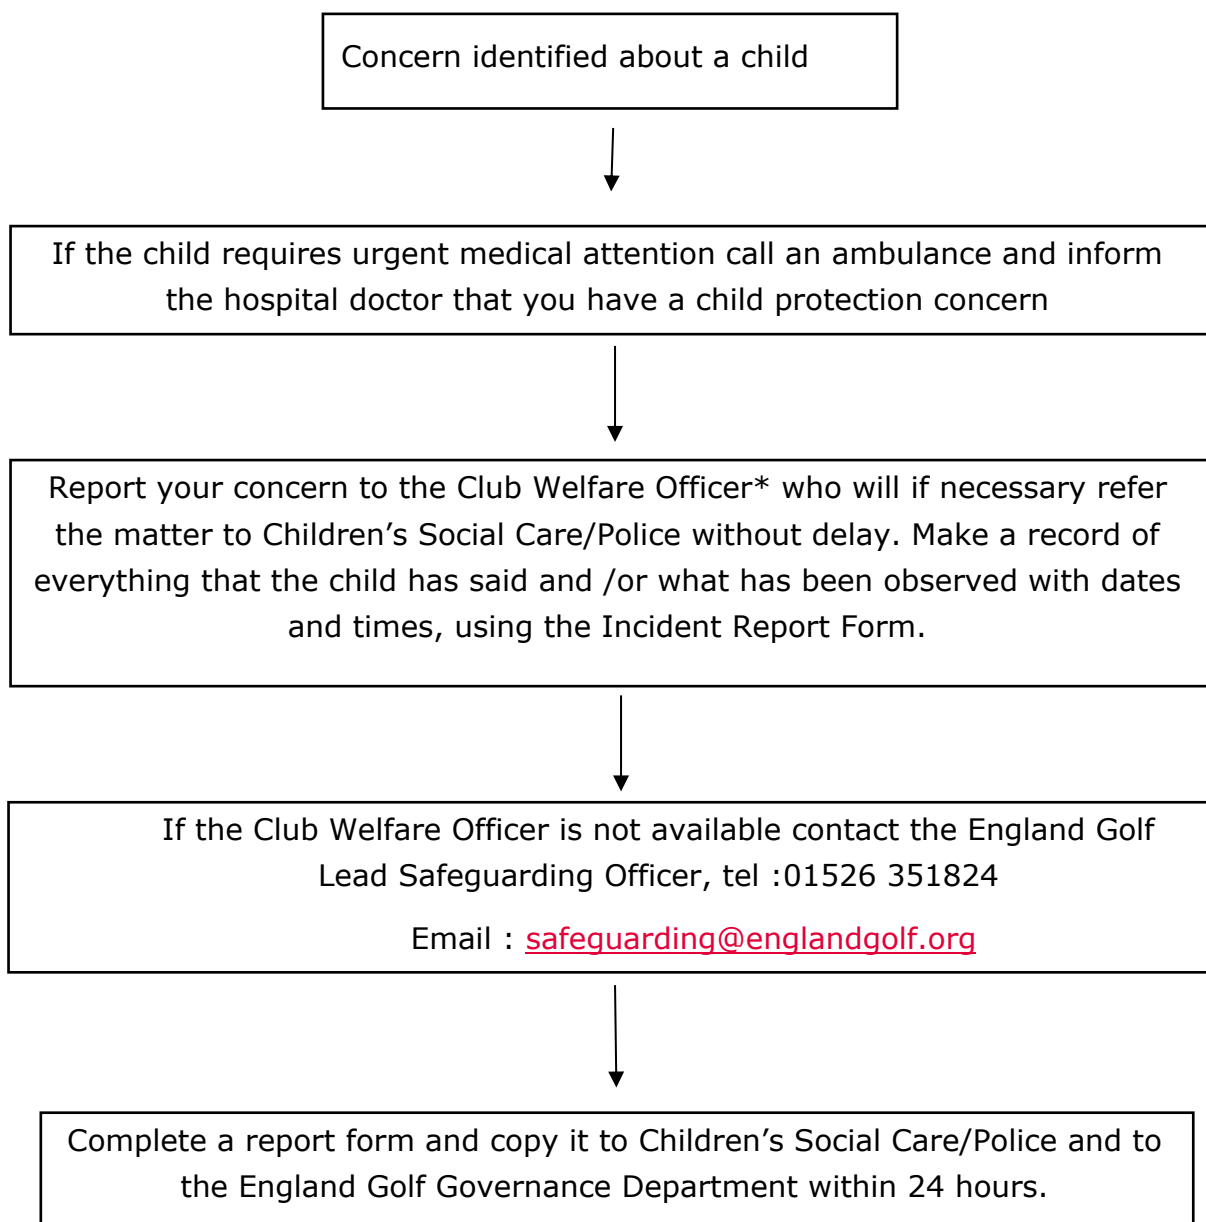 Concern identified about a child
If the child requires urgent medical attention call an ambulance and inform
the hospital doctor that you have a child protection concern
Report your concern to the Club Welfare Officer* who will if necessary refer
the matter to Children’s Social Care/Police without delay. Make a record of
everything that the child has said and /or what has been observed with dates
and times, using the Incident Report Form.
If the Club Welfare Officer is not available contact the England Golf
Lead Safeguarding Officer, tel :01526 351824
Email : safeguarding@englandgolf.org
Complete a report form and copy it to Children’s Social Care/Police and to
the England Golf Governance Department within 24 hours.